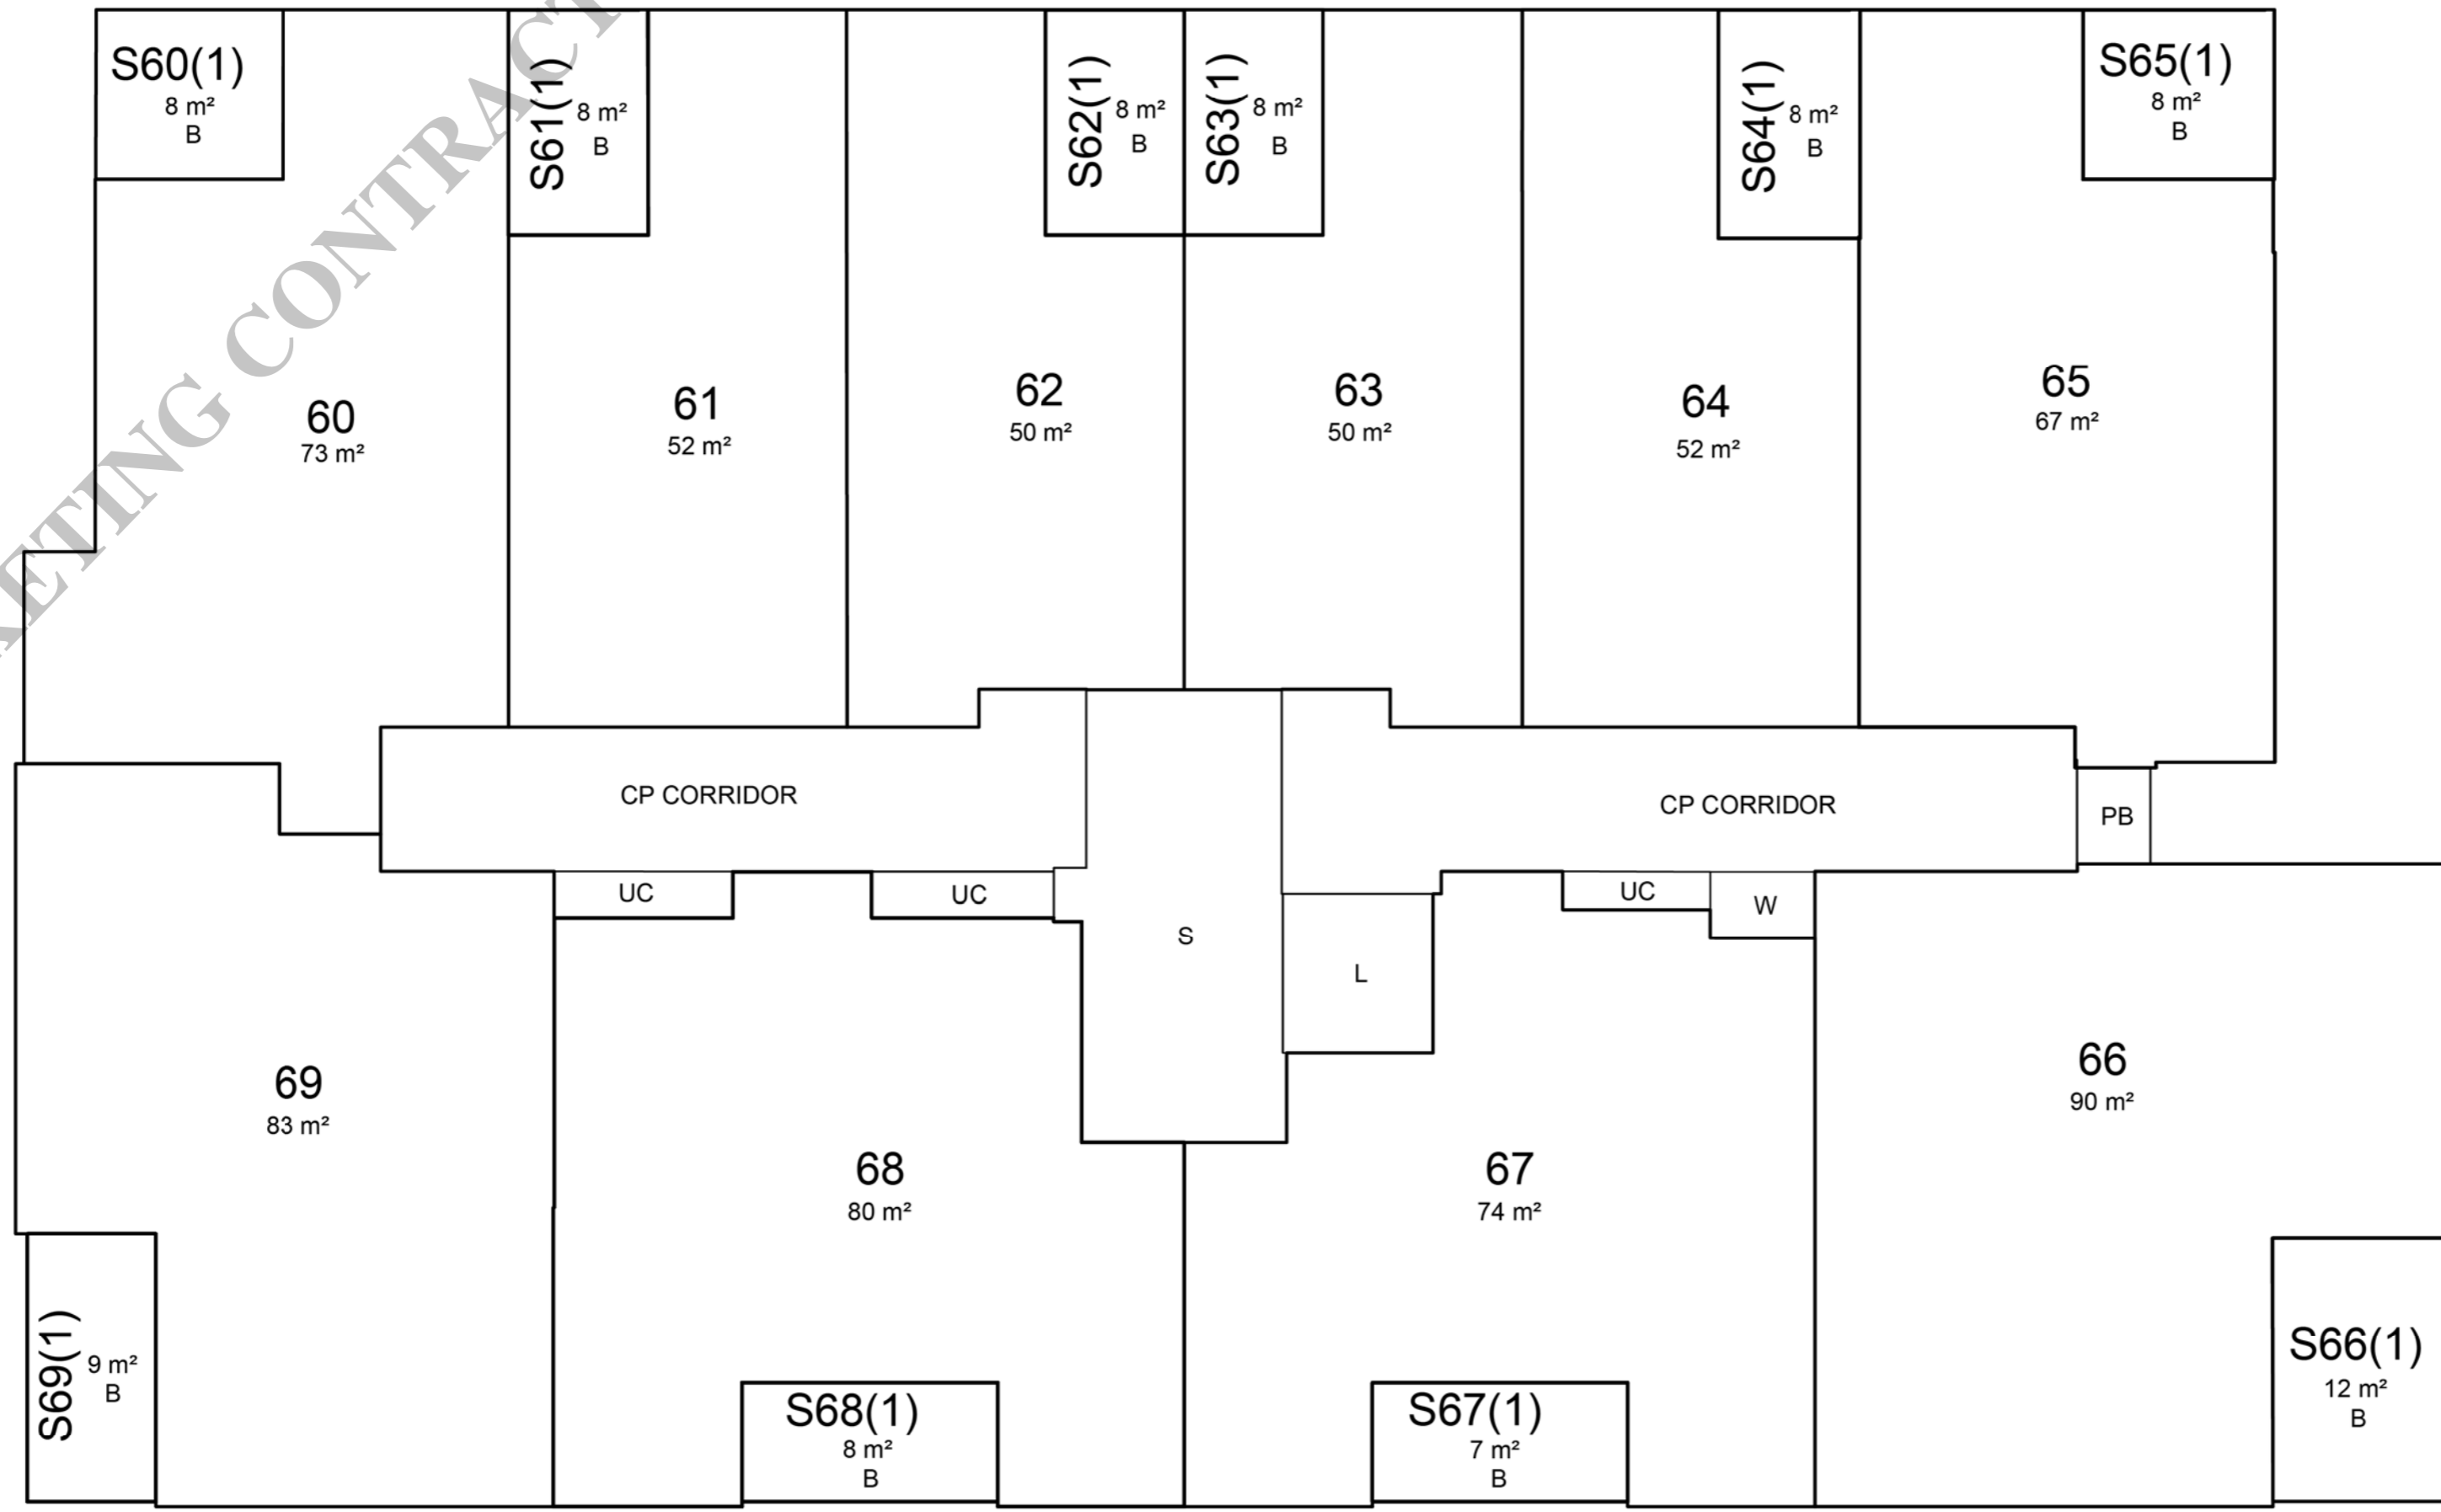 S60(1)
8 m²
B
S61(1)
8 m²
B
S62(1)
8 m²
B
S63(1)
8 m²
B
S64(1)
8 m²
B
S65(1)
8 m²
B
60
73 m²
61
52 m²
62
50 m²
63
50 m²
64
52 m²
65
67 m²
CP CORRIDOR
CP CORRIDOR
PB
UC
UC
UC
W
S
L
69
83 m²
68
80 m²
67
74 m²
66
90 m²
S69(1)
9 m²
B
S68(1)
8 m²
B
S67(1)
7 m²
B
S66(1)
12 m²
B
KETING CONTRACT